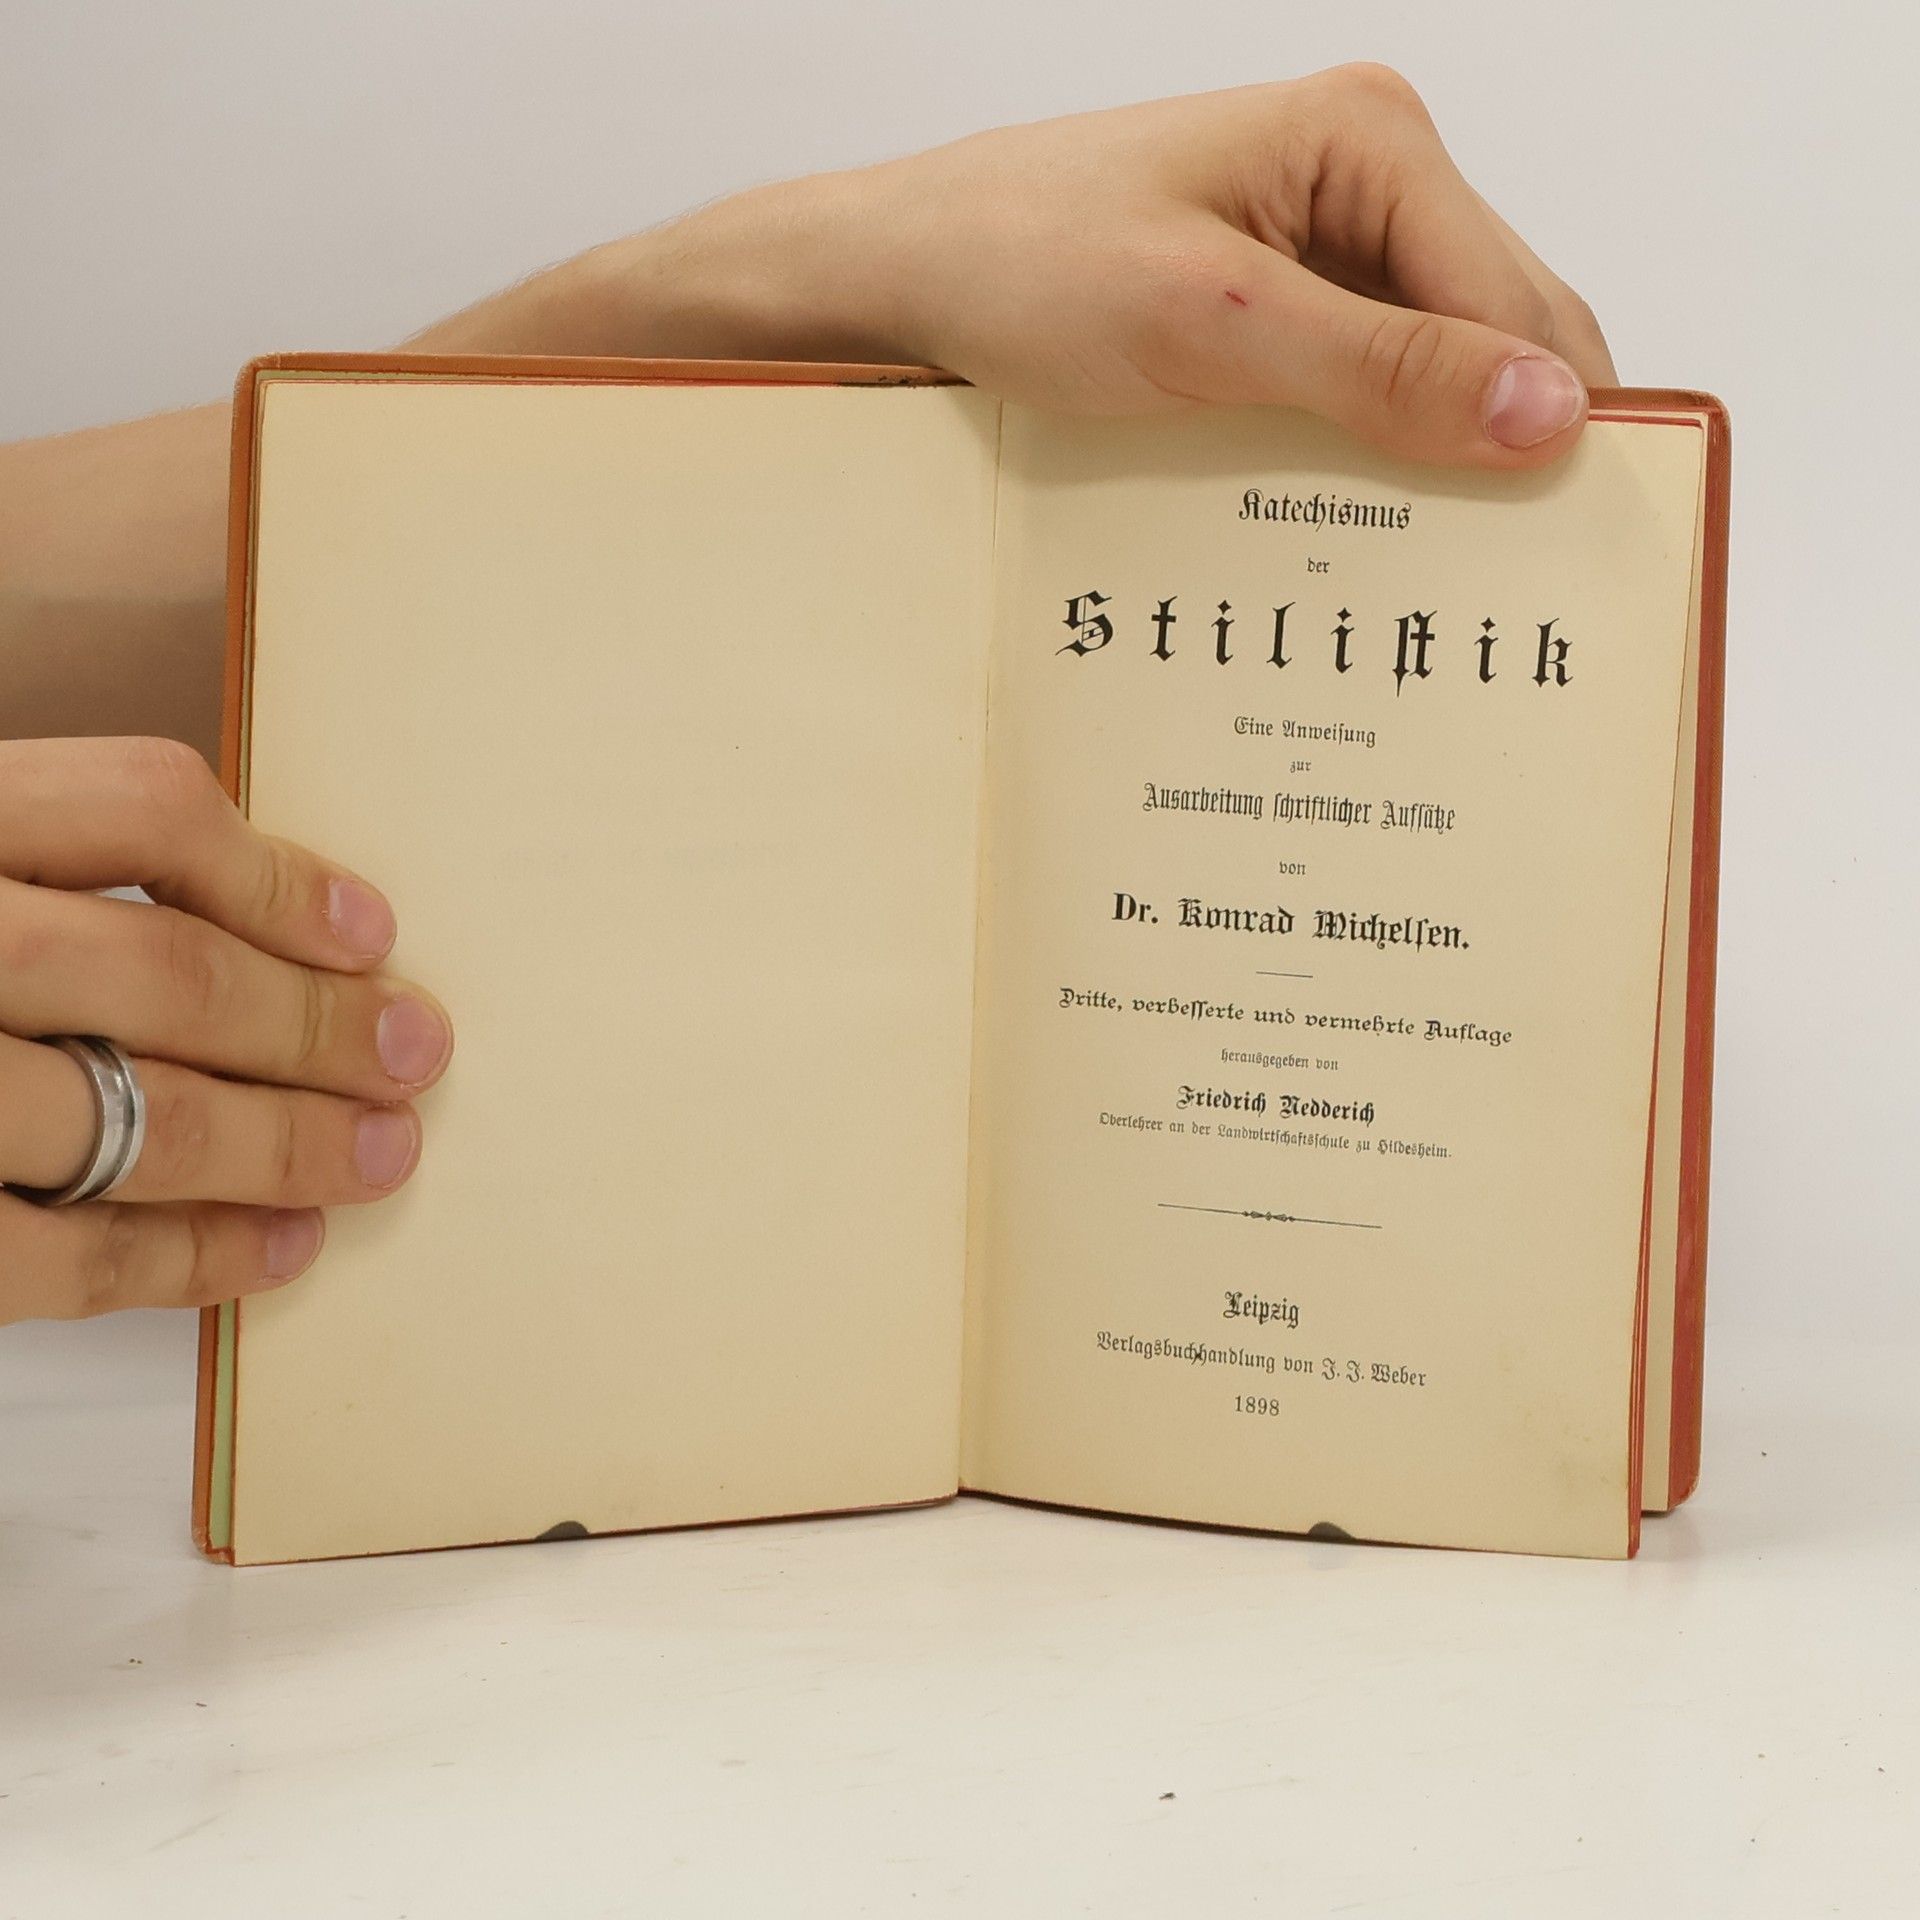 Katechismus
der
Stiliſtik
Eine Anweiſung
zur
Ausarbeitung ſchriftlicher Aufſätze
von
Dr. Konrad Michelſen.
Dritte, verbeſſerte und vermehrte Auflage
herausgegeben von
Friedrich Nedderich
Oberlehrer an der Landwirtſchaftsſchule zu Hildesheim.
Leipzig
Verlagsbuchhandlung von J. J. Weber
1898